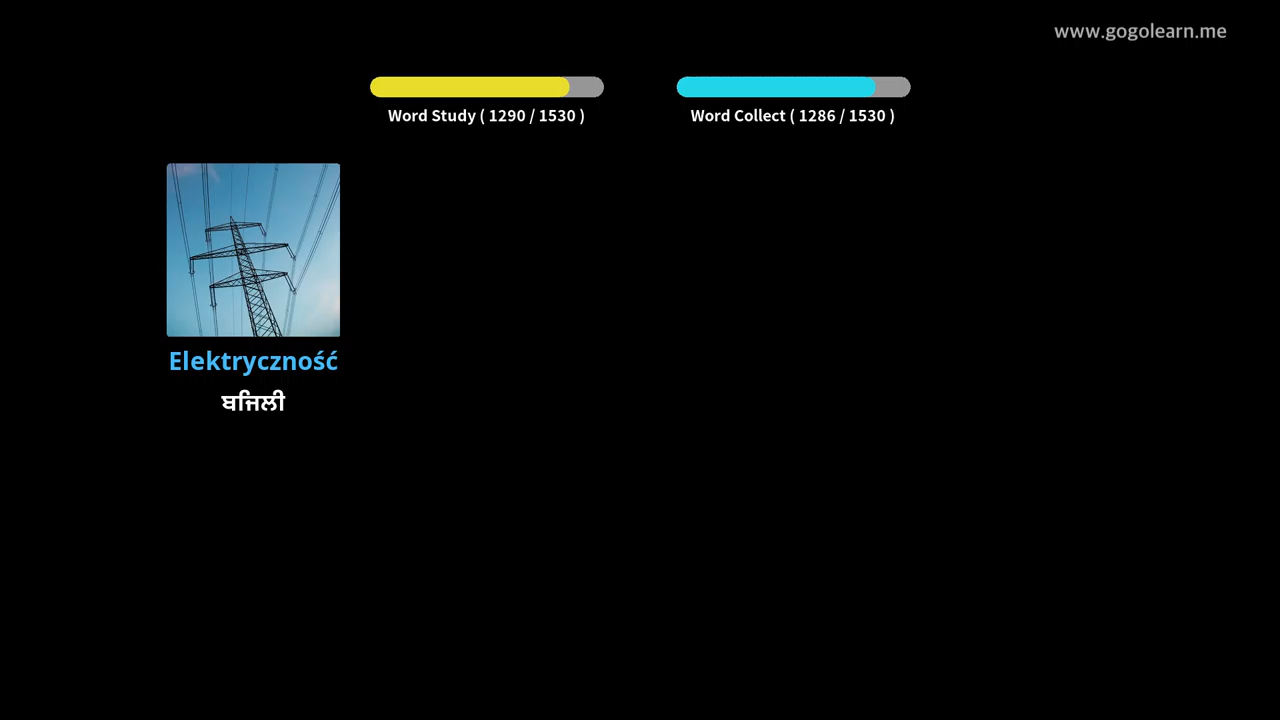 www.gogolearn.me
Word Study ( 1290 / 1530 )
Word Collect ( 1286 / 1530 )
Elektryczność
ਬਜਿਲੀ